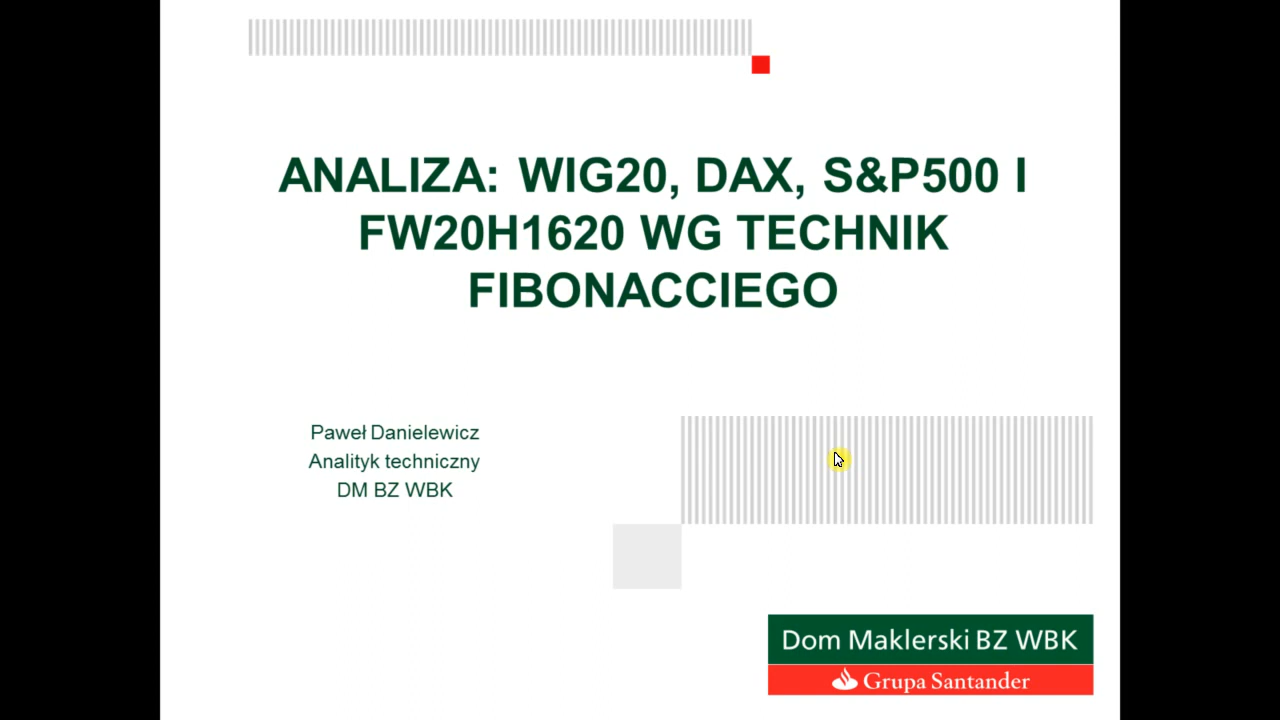 ANALIZA: WIG20, DAX, S&P500 I
FW20H1620 WG TECHNIK
FIBONACCIEGO
Paweł Danielewicz
Analityk techniczny
DM BZ WBK
Dom Maklerski BZ WBK
Grupa Santander